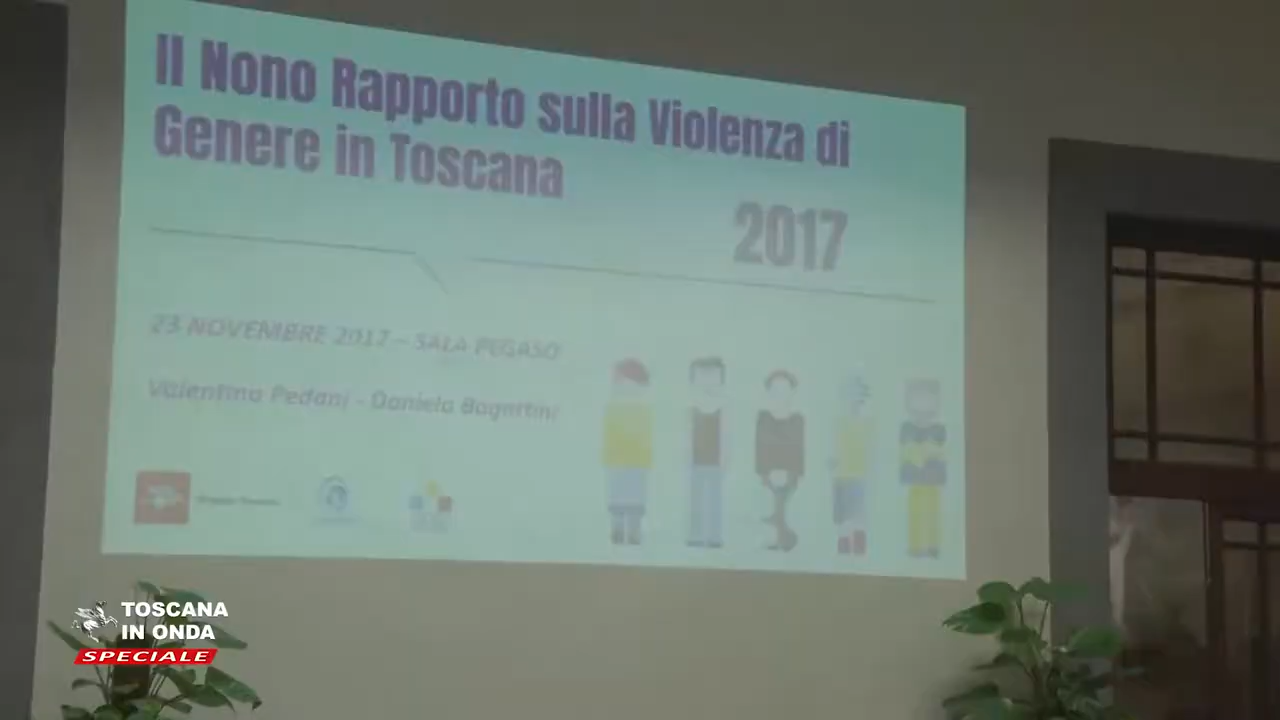 Il Nono Rapporto sulla Violenza di
Genere in Toscana
2017
23 NOVEMBRE 2017 – SALA PEGASO
Valentina Pedani - Daniela Bagattini
TOSCANA
IN ONDA
SPECIALE